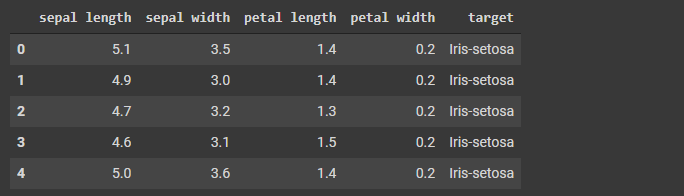 sepal length sepal width petal length petal width target
0 5.1 3.5 1.4 0.2 Iris-setosa
1 4.9 3.0 1.4 0.2 Iris-setosa
2 4.7 3.2 1.3 0.2 Iris-setosa
3 4.6 3.1 1.5 0.2 Iris-setosa
4 5.0 3.6 1.4 0.2 Iris-setosa